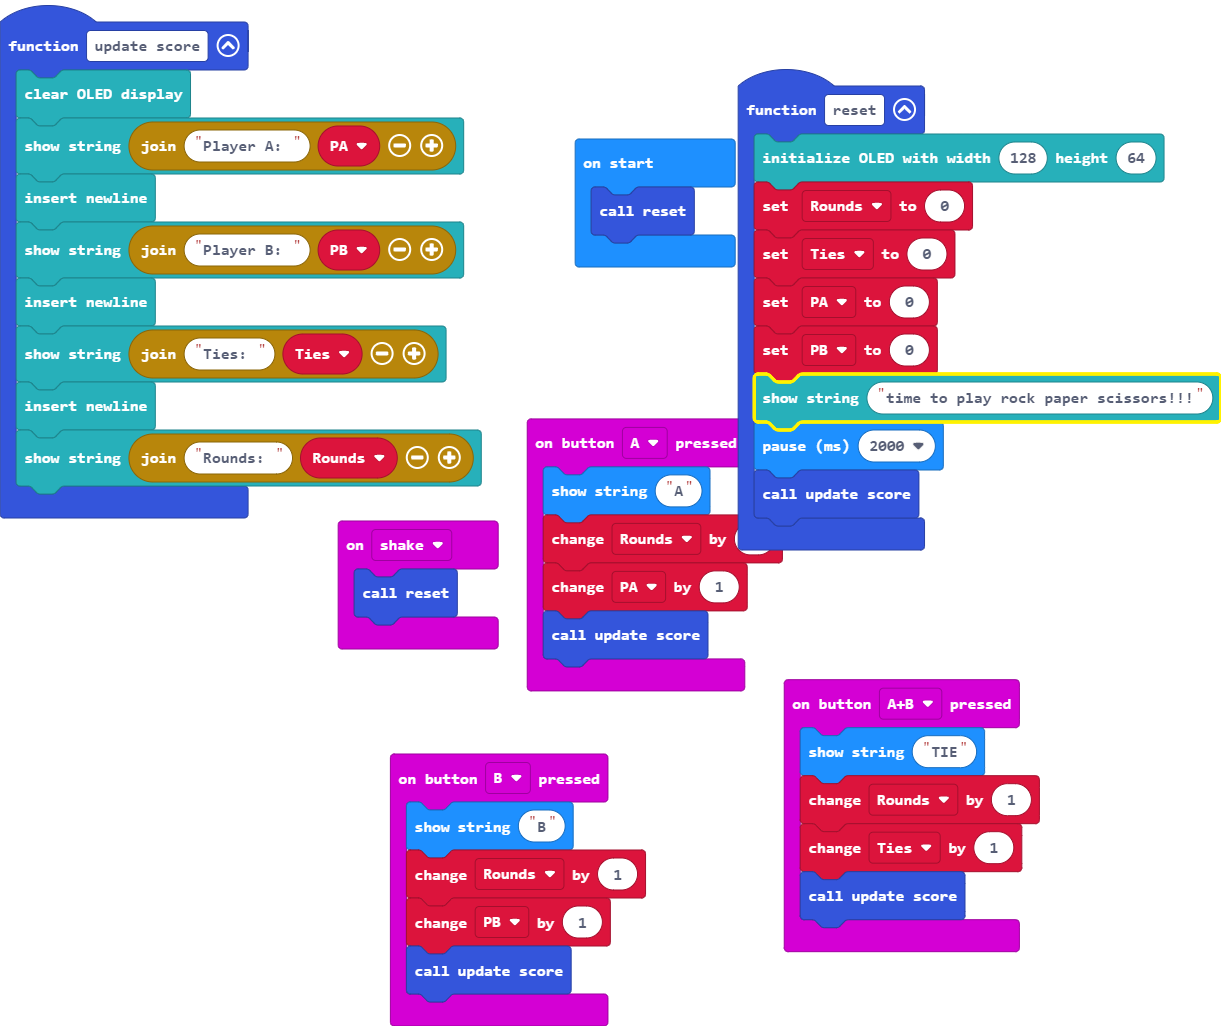 function update score
clear OLED display
show string join "Player A: " PA
insert newline
show string join "Player B: " PB
insert newline
show string join "Ties: " Ties
insert newline
show string join "Rounds: " Rounds
on start
call reset
function reset
initialize OLED with width 128 height 64
set Rounds to 0
set Ties to 0
set PA to 0
set PB to 0
show string "time to play rock paper scissors!!!"
pause (ms) 2000
call update score
on shake
call reset
on button A pressed
show string "A"
change Rounds by
change PA by 1
call update score
on button B pressed
show string "B"
change Rounds by 1
change PB by 1
call update score
on button A+B pressed
show string "TIE"
change Rounds by 1
change Ties by 1
call update score